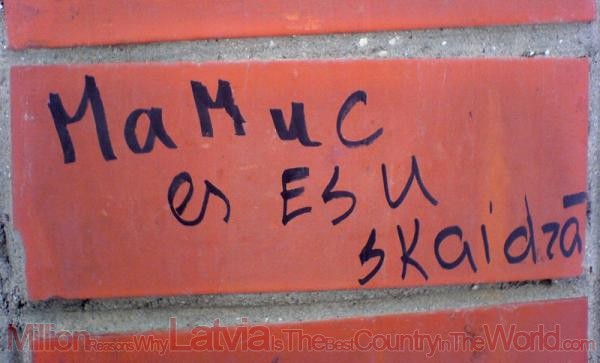 MaMuc
es ESU
sKaidrā
MillionReasonsWhyLatviaIsTheBestCountryInTheWorld.com